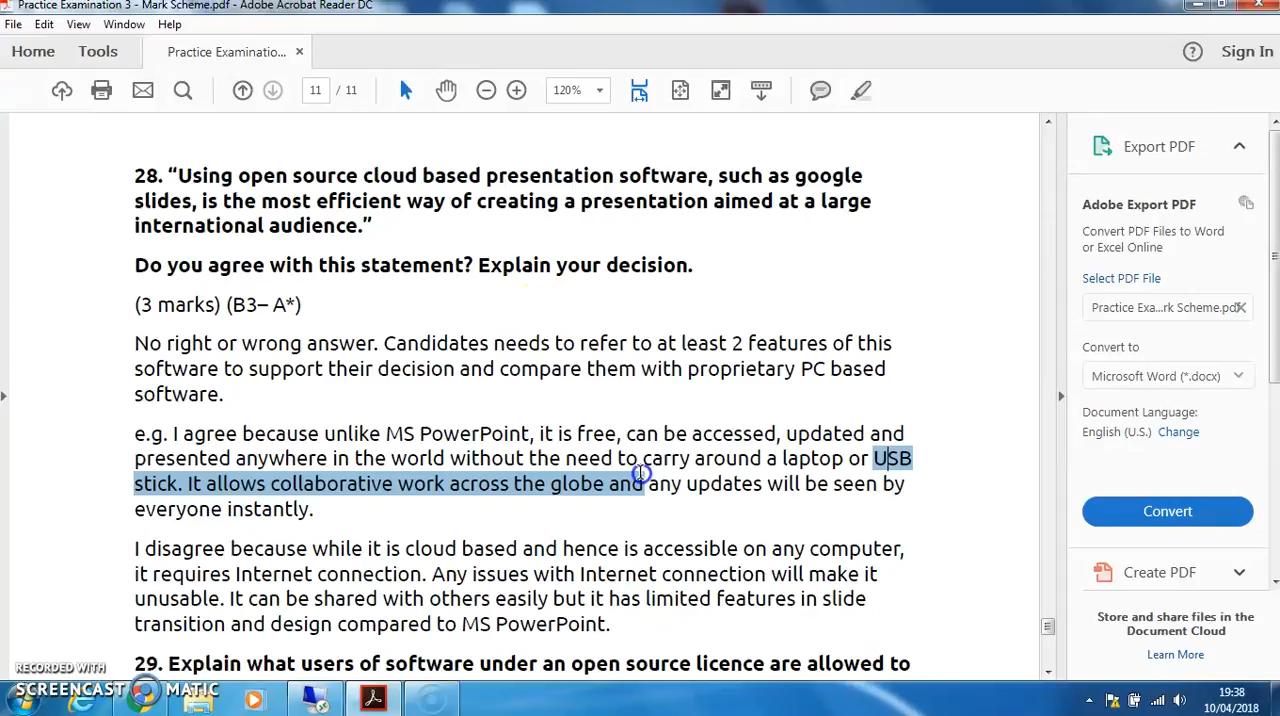 Practice Examination 3 - Mark Scheme.pdf - Adobe Acrobat Reader DC
File Edit View Window Help
Home Tools Practice Examinatio... × Sign In
11 / 11 120%
28. “Using open source cloud based presentation software, such as google
slides, is the most efficient way of creating a presentation aimed at a large
international audience.”
Do you agree with this statement? Explain your decision.
(3 marks) (B3– A*)
No right or wrong answer. Candidates needs to refer to at least 2 features of this
software to support their decision and compare them with proprietary PC based
software.
e.g. I agree because unlike MS PowerPoint, it is free, can be accessed, updated and
presented anywhere in the world without the need to carry around a laptop or USB
stick. It allows collaborative work across the globe and any updates will be seen by
everyone instantly.
I disagree because while it is cloud based and hence is accessible on any computer,
it requires Internet connection. Any issues with Internet connection will make it
unusable. It can be shared with others easily but it has limited features in slide
transition and design compared to MS PowerPoint.
29. Explain what users of software under an open source licence are allowed to
Export PDF
Adobe Export PDF
Convert PDF Files to Word
or Excel Online
Select PDF File
Practice Exa...rk Scheme.pdf
Convert to
Microsoft Word (*.docx)
Document Language:
English (U.S.) Change
Convert
Create PDF
Store and share files in the
Document Cloud
Learn More
RECORDED WITH
SCREENCAST MATIC
19:38
10/04/2018